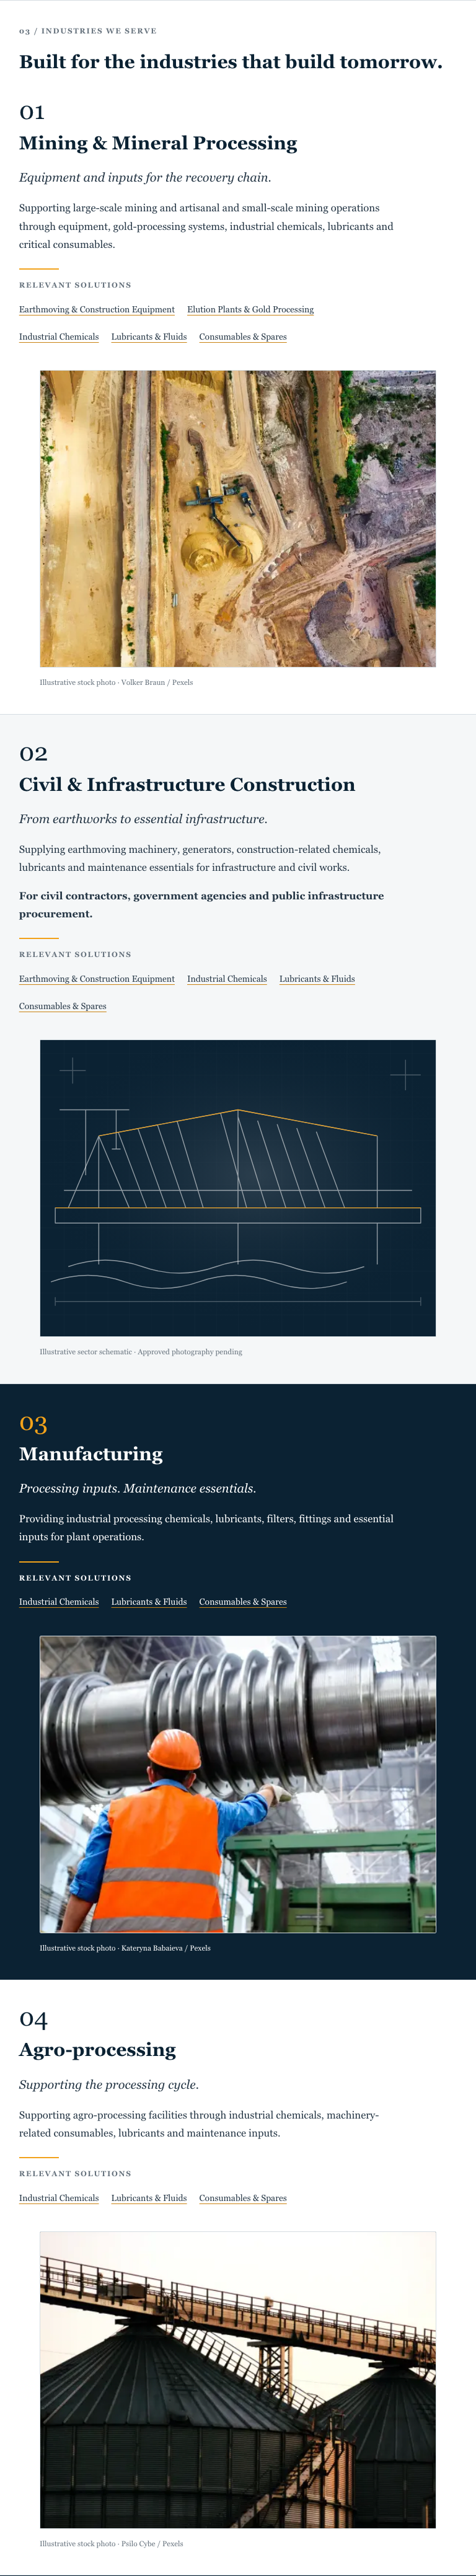 03 / INDUSTRIES WE SERVE
Built for the industries that build tomorrow.
01
Mining & Mineral Processing
Equipment and inputs for the recovery chain.
Supporting large-scale mining and artisanal and small-scale mining operations
through equipment, gold-processing systems, industrial chemicals, lubricants and
critical consumables.
RELEVANT SOLUTIONS
Earthmoving & Construction Equipment Elution Plants & Gold Processing
Industrial Chemicals Lubricants & Fluids Consumables & Spares
Illustrative stock photo · Volker Braun / Pexels
02
Civil & Infrastructure Construction
From earthworks to essential infrastructure.
Supplying earthmoving machinery, generators, construction-related chemicals,
lubricants and maintenance essentials for infrastructure and civil works.
For civil contractors, government agencies and public infrastructure
procurement.
RELEVANT SOLUTIONS
Earthmoving & Construction Equipment Industrial Chemicals Lubricants & Fluids
Consumables & Spares
Illustrative sector schematic · Approved photography pending
03
Manufacturing
Processing inputs. Maintenance essentials.
Providing industrial processing chemicals, lubricants, filters, fittings and essential
inputs for plant operations.
RELEVANT SOLUTIONS
Industrial Chemicals Lubricants & Fluids Consumables & Spares
Illustrative stock photo · Kateryna Babaieva / Pexels
04
Agro-processing
Supporting the processing cycle.
Supporting agro-processing facilities through industrial chemicals, machinery-
related consumables, lubricants and maintenance inputs.
RELEVANT SOLUTIONS
Industrial Chemicals Lubricants & Fluids Consumables & Spares
Illustrative stock photo · Psilo Cybe / Pexels